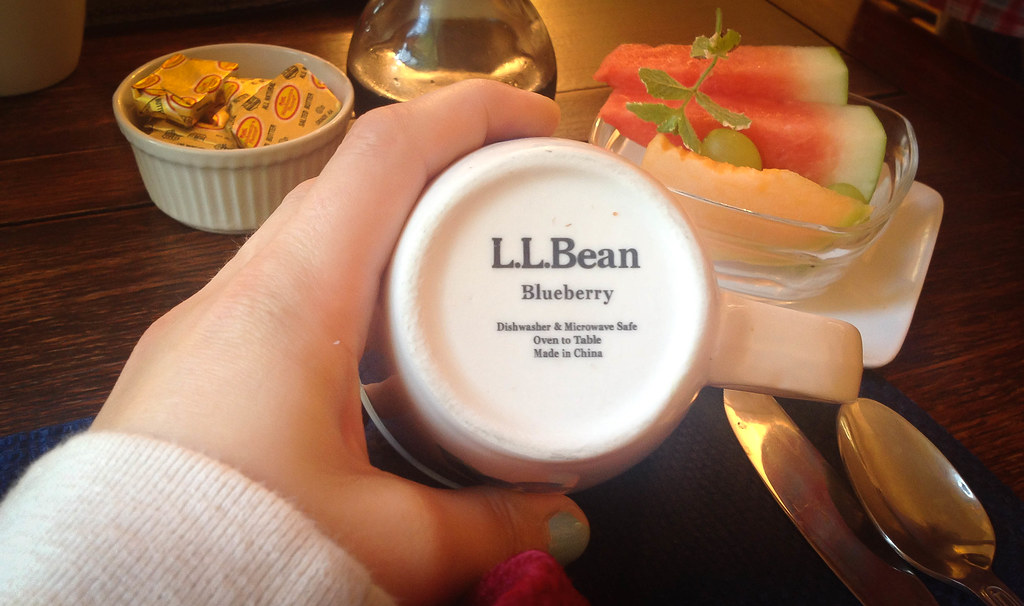 L.L.Bean
Blueberry
Dishwasher & Microwave Safe
Oven to Table
Made in China